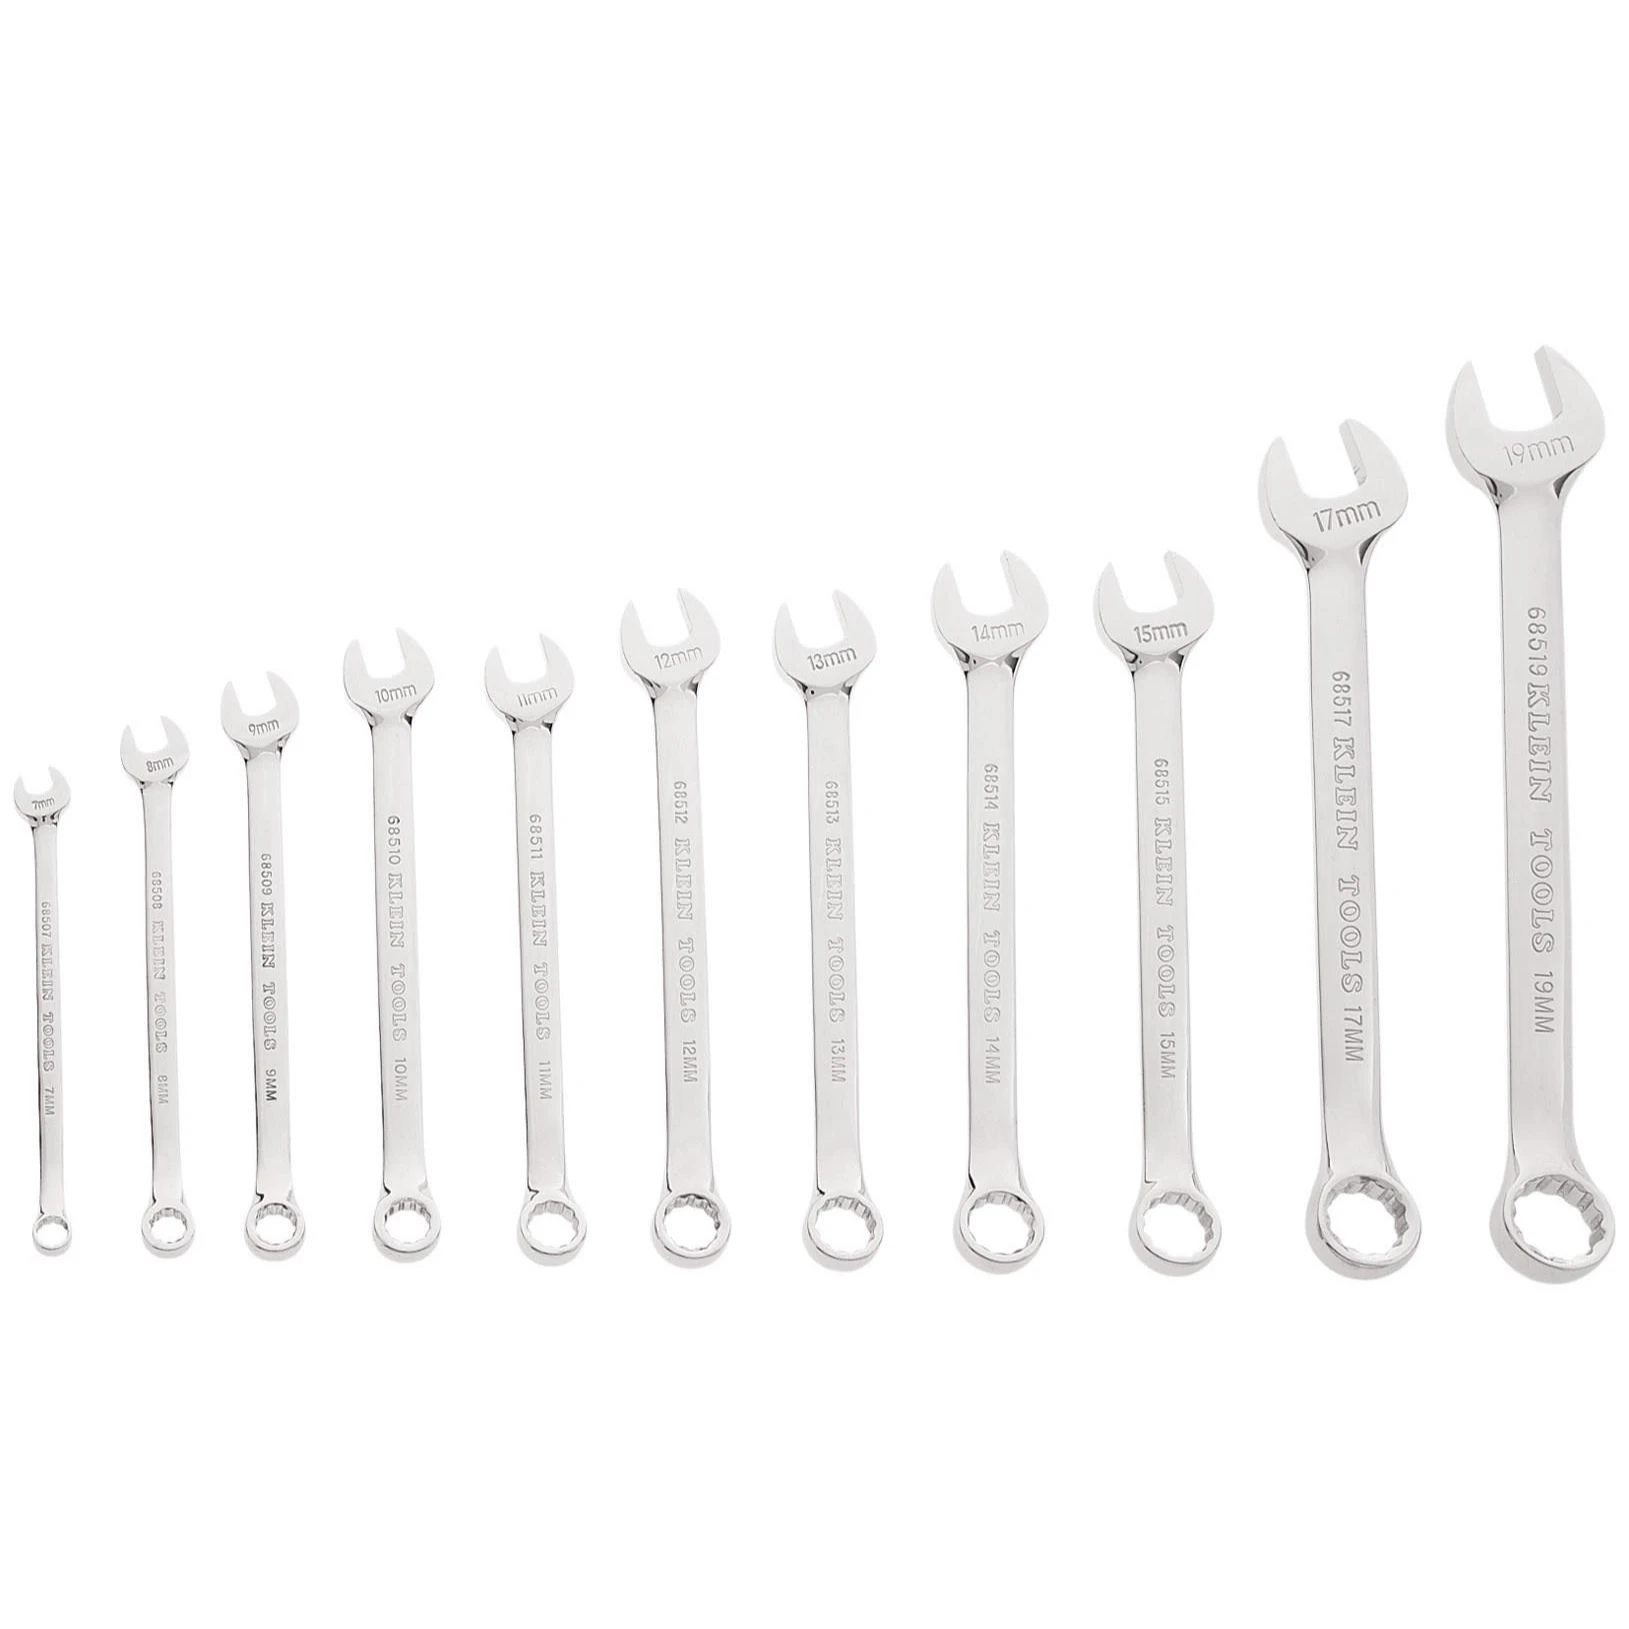 7mm
68507 KLEIN TOOLS 7MM
8mm
68508 KLEIN TOOLS 8MM
9mm
68509 KLEIN TOOLS 9MM
10mm
68510 KLEIN TOOLS 10MM
11mm
68511 KLEIN TOOLS 11MM
12mm
68512 KLEIN TOOLS 12MM
13mm
68513 KLEIN TOOLS 13MM
14mm
68514 KLEIN TOOLS 14MM
15mm
68515 KLEIN TOOLS 15MM
17mm
68517 KLEIN TOOLS 17MM
19mm
68519 KLEIN TOOLS 19MM